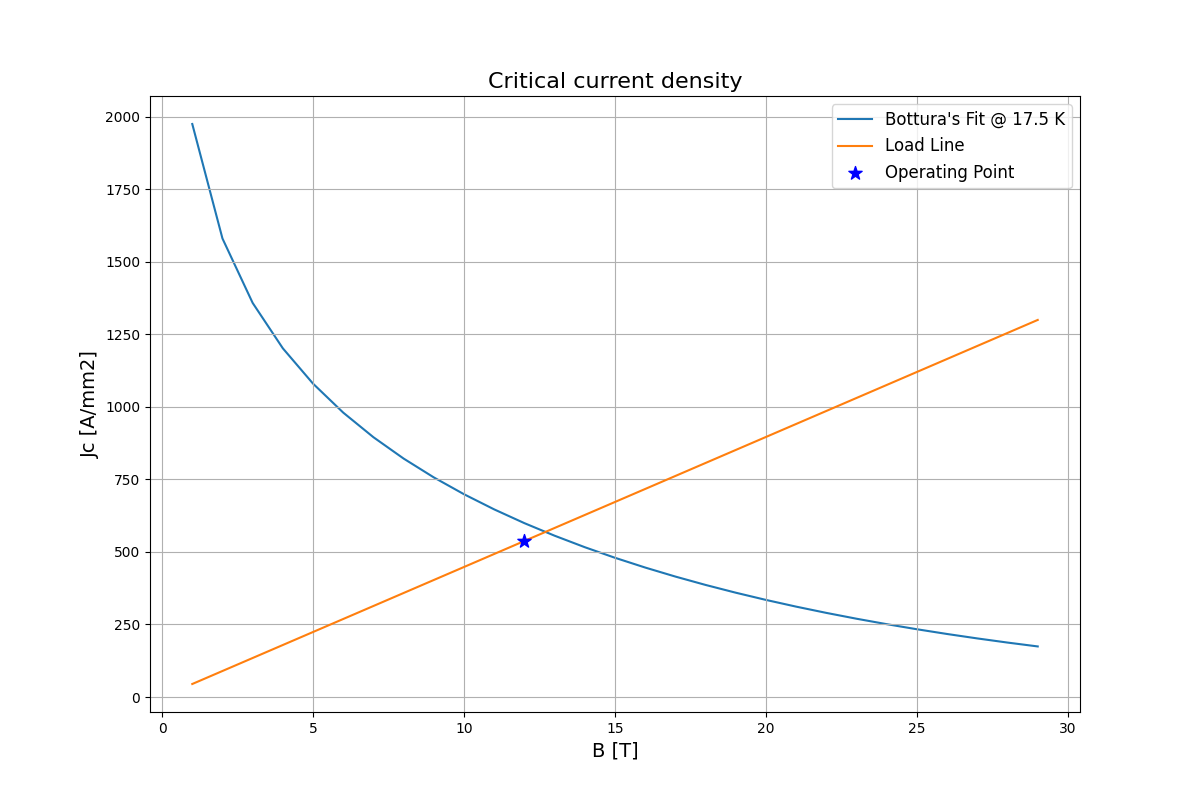 Critical current density
Bottura's Fit @ 17.5 K
Load Line
Operating Point
Jc [A/mm2]
2000
1750
1500
1250
1000
750
500
250
0
0 5 10 15 20 25 30
B [T]